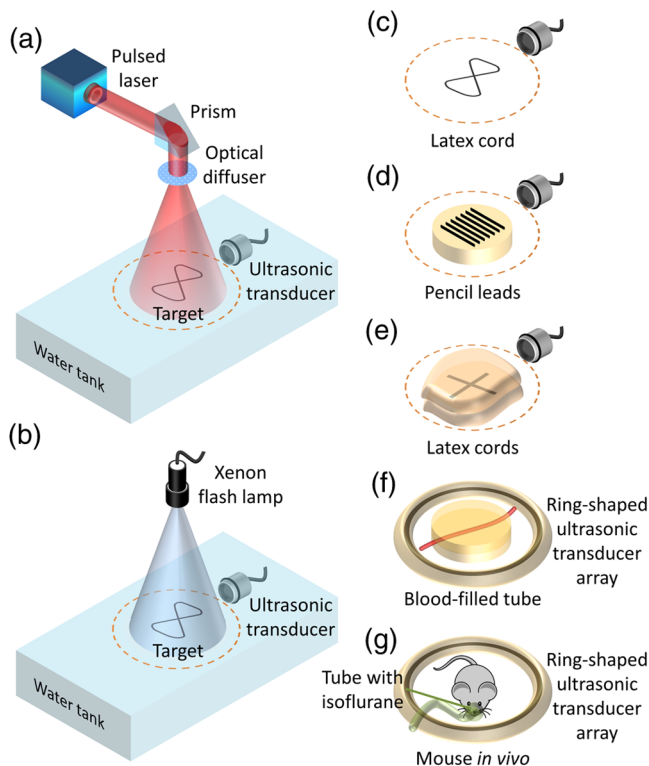 (a)
Pulsed
laser
Prism
Optical
diffuser
Ultrasonic
transducer
Target
Water tank
(b)
Xenon
flash lamp
Ultrasonic
transducer
Target
Water tank
(c)
Latex cord
(d)
Pencil leads
(e)
Latex cords
(f)
Ring-shaped
ultrasonic
transducer
array
Blood-filled tube
(g)
Tube with
isoflurane
Ring-shaped
ultrasonic
transducer
array
Mouse in vivo